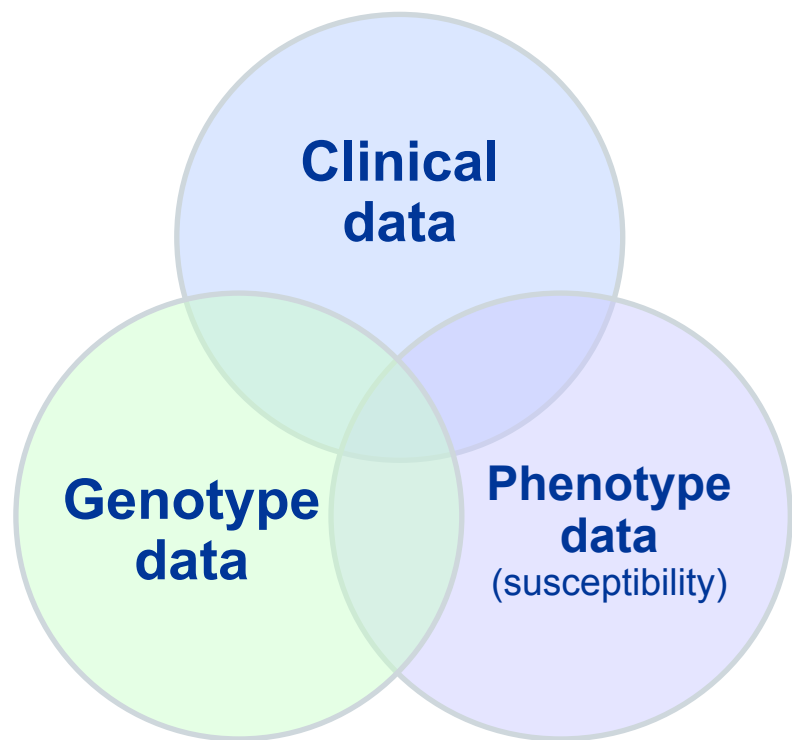 Clinical
data
Genotype
data
Phenotype
data
(susceptibility)